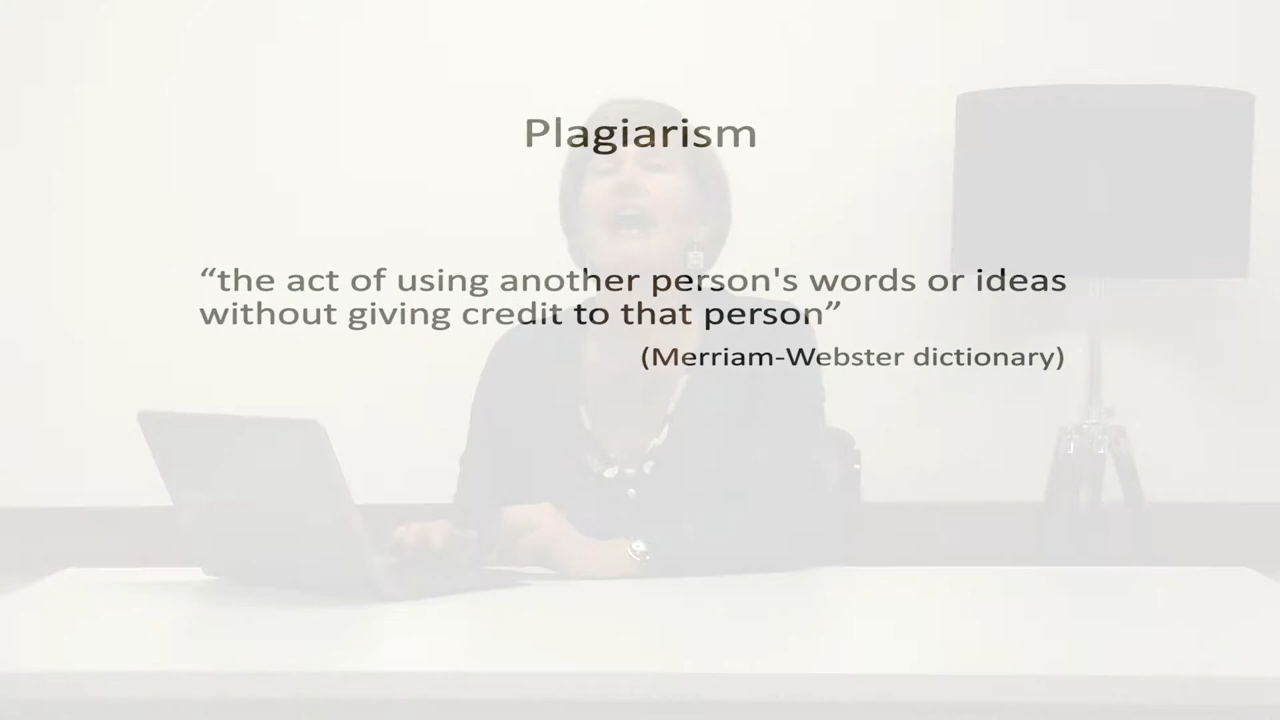 Plagiarism
“the act of using another person's words or ideas
without giving credit to that person”
(Merriam-Webster dictionary)